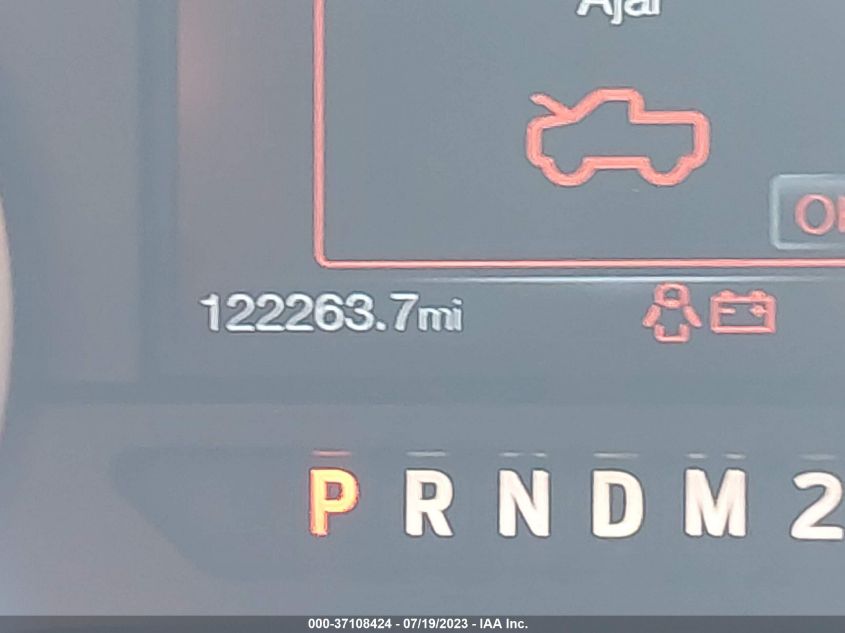 Ajar
122263.7mi
P R N D M 2
000-37108424 - 07/19/2023 - IAA Inc.